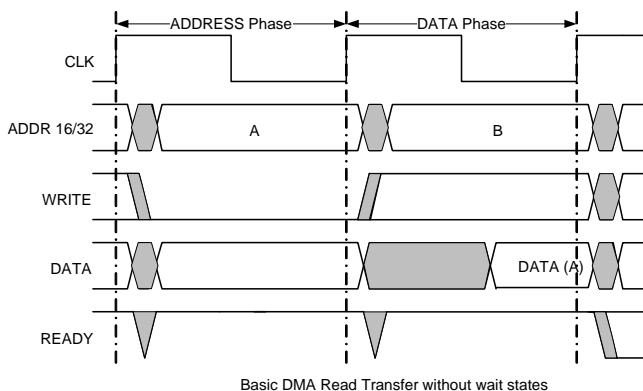 ADDRESS Phase DATA Phase
CLK
ADDR 16/32 A B
WRITE
DATA DATA (A)
READY
Basic DMA Read Transfer without wait states